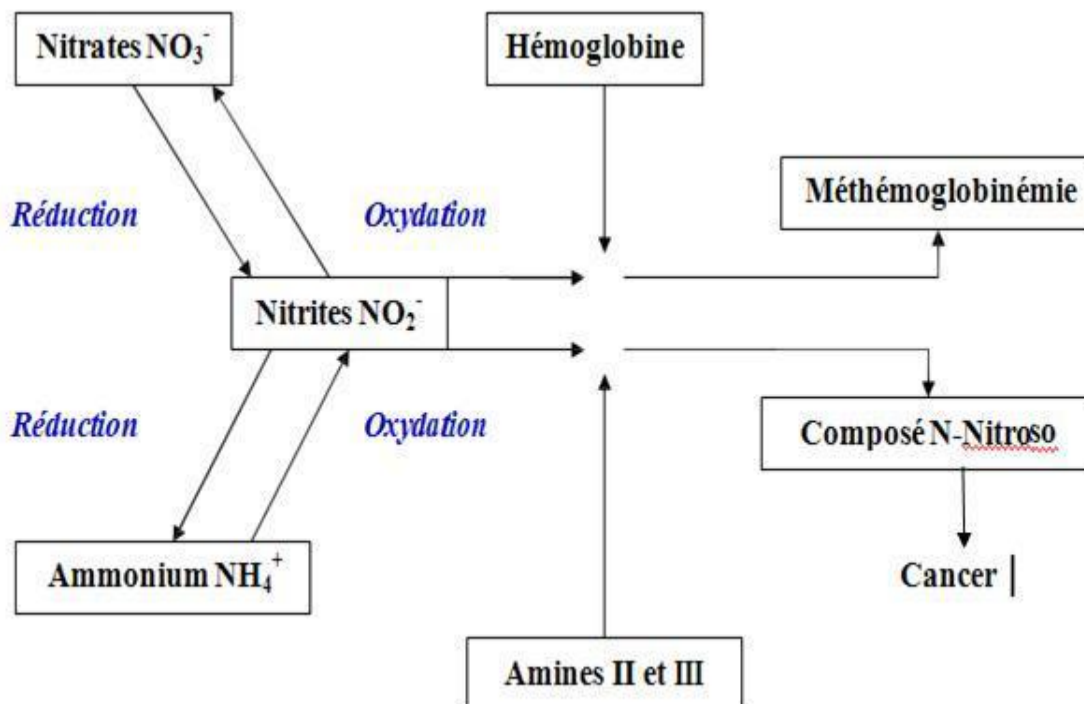 Nitrates NO₃⁻
Hémoglobine
Méthémoglobinémie
Réduction
Oxydation
Nitrites NO₂⁻
Réduction
Oxydation
Composé N-Nitroso
Ammonium NH₄⁺
Cancer
Amines II et III